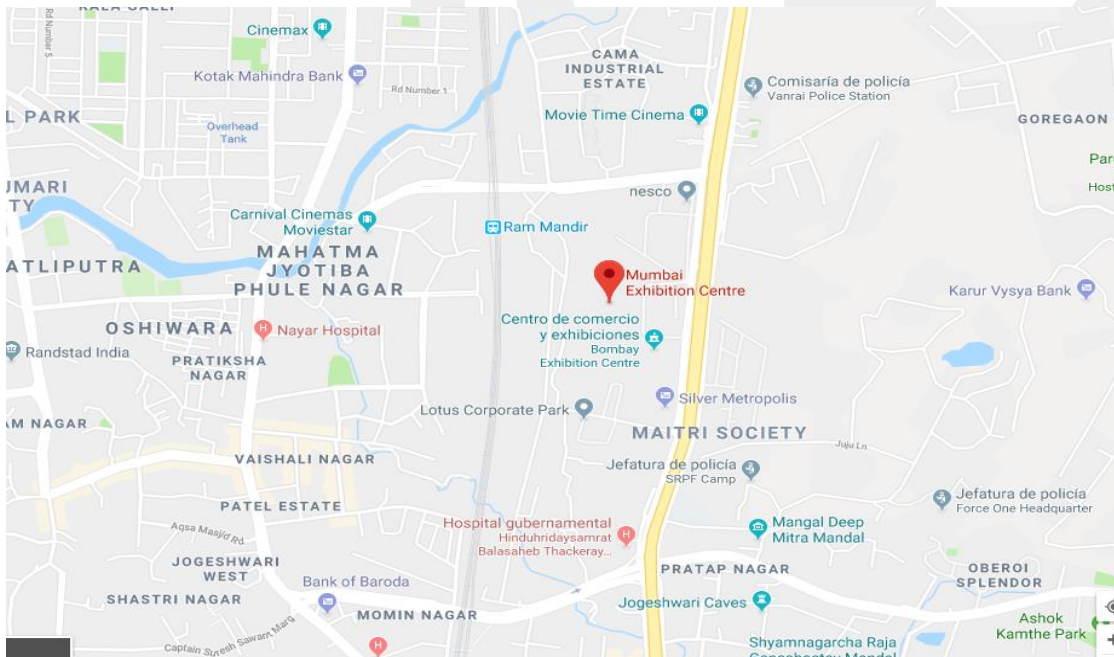 Cinemax
Rd Number 5
CAMA
INDUSTRIAL
ESTATE
Kotak Mahindra Bank
Rd Number 1
Comisaría de policía
Vanrai Police Station
Movie Time Cinema
L PARK
Overhead
Tank
GOREGAON
Par
Host
UMARI
TY
nesco
Carnival Cinemas
Moviestar
Ram Mandir
MAHATMA
JYOTIBA
PHULE NAGAR
ATLIPUTRA
Mumbai
Exhibition Centre
Karur Vysya Bank
Centro de comercio
y exhibiciones
Bombay
Exhibition Centre
OSHIWARA
H
Nayar Hospital
Randstad India
PRATIKSHA
NAGAR
Silver Metropolis
Lotus Corporate Park
AM NAGAR
MAITRI SOCIETY
Juju Ln
VAISHALI NAGAR
Jefatura de policía
SRPF Camp
Jefatura de policía
Force One Headquarter
PATEL ESTATE
Aqsa Masjid Rd
Hospital gubernamental
Hinduhridaysamrat
Balasaheb Thackeray...
H
Mangal Deep
Mitra Mandal
JOGESHWARI
WEST
PRATAP NAGAR
OBEROI
SPLENDOR
Bank of Baroda
SHASTRI NAGAR
MOMIN NAGAR
Jogeshwari Caves
Ashok
Kamthe Park
Captain Suresh Sawant Marg
H
Shyamnagarcha Raja